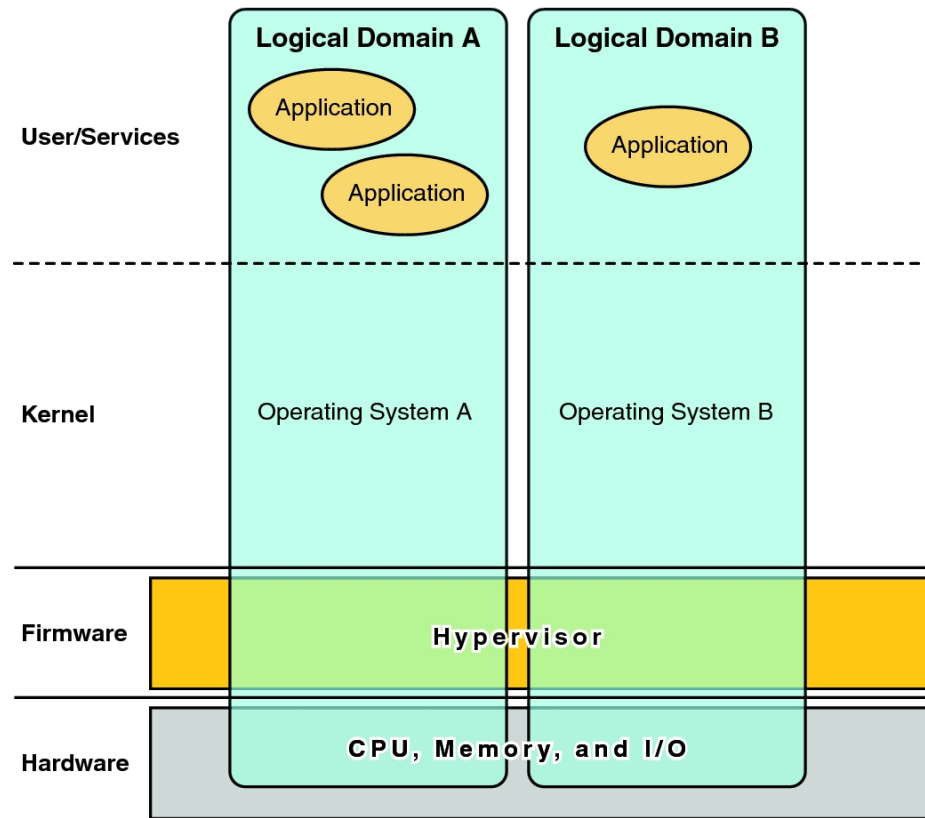 Logical Domain A
Logical Domain B
Application
Application
Application
User/Services
Kernel
Operating System A
Operating System B
Firmware
Hypervisor
Hardware
CPU, Memory, and I/O